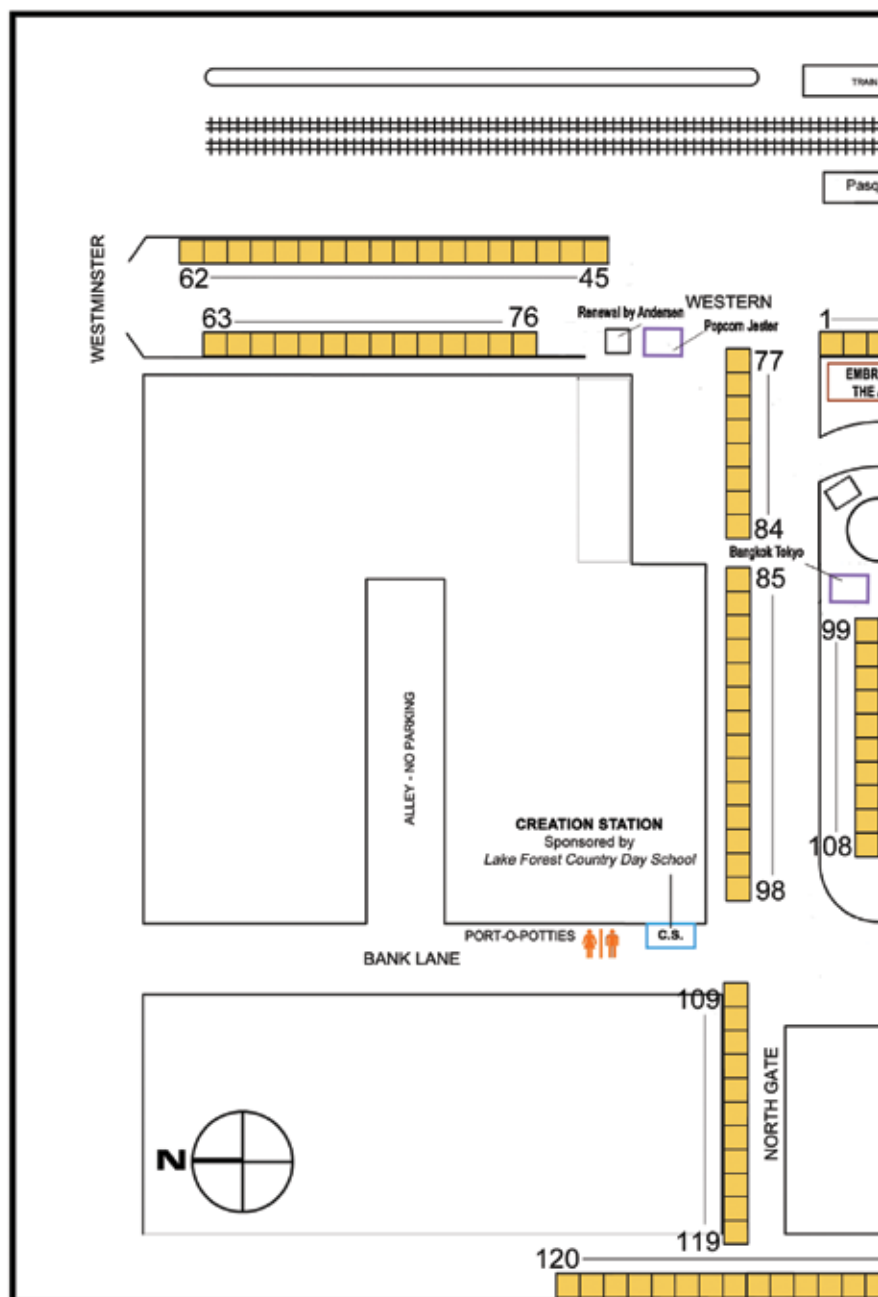 TRAIN
Pasq
WESTMINSTER
62
45
63
76
Renewal by Andersen
WESTERN
Popcorn Jester
1
77
EMBR
THE
84
Bangkok Tokyo
85
99
ALLEY - NO PARKING
CREATION STATION
Sponsored by
Lake Forest Country Day School
108
98
PORT-O-POTTIES
C.S.
BANK LANE
109
NORTH GATE
N
119
120